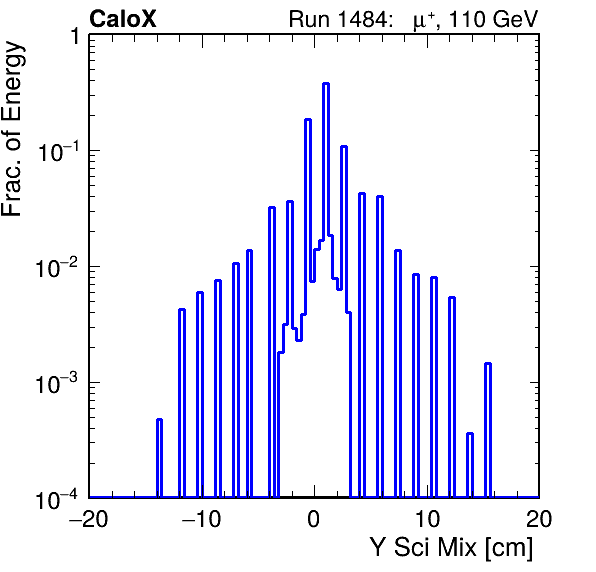 CaloX Run 1484: μ⁺, 110 GeV
Frac. of Energy
1
10⁻¹
10⁻²
10⁻³
10⁻⁴
−20 −10 0 10 20
Y Sci Mix [cm]